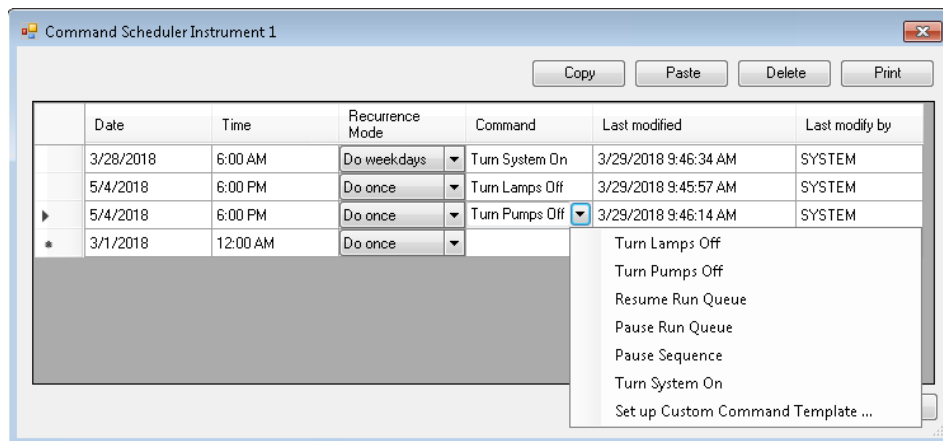 Command Scheduler Instrument 1
Copy Paste Delete Print
Date Time Recurrence Mode Command Last modified Last modify by
3/28/2018 6:00 AM Do weekdays Turn System On 3/29/2018 9:46:34 AM SYSTEM
5/4/2018 6:00 PM Do once Turn Lamps Off 3/29/2018 9:45:57 AM SYSTEM
5/4/2018 6:00 PM Do once Turn Pumps Off 3/29/2018 9:46:14 AM SYSTEM
3/1/2018 12:00 AM Do once
Turn Lamps Off
Turn Pumps Off
Resume Run Queue
Pause Run Queue
Pause Sequence
Turn System On
Set up Custom Command Template ...